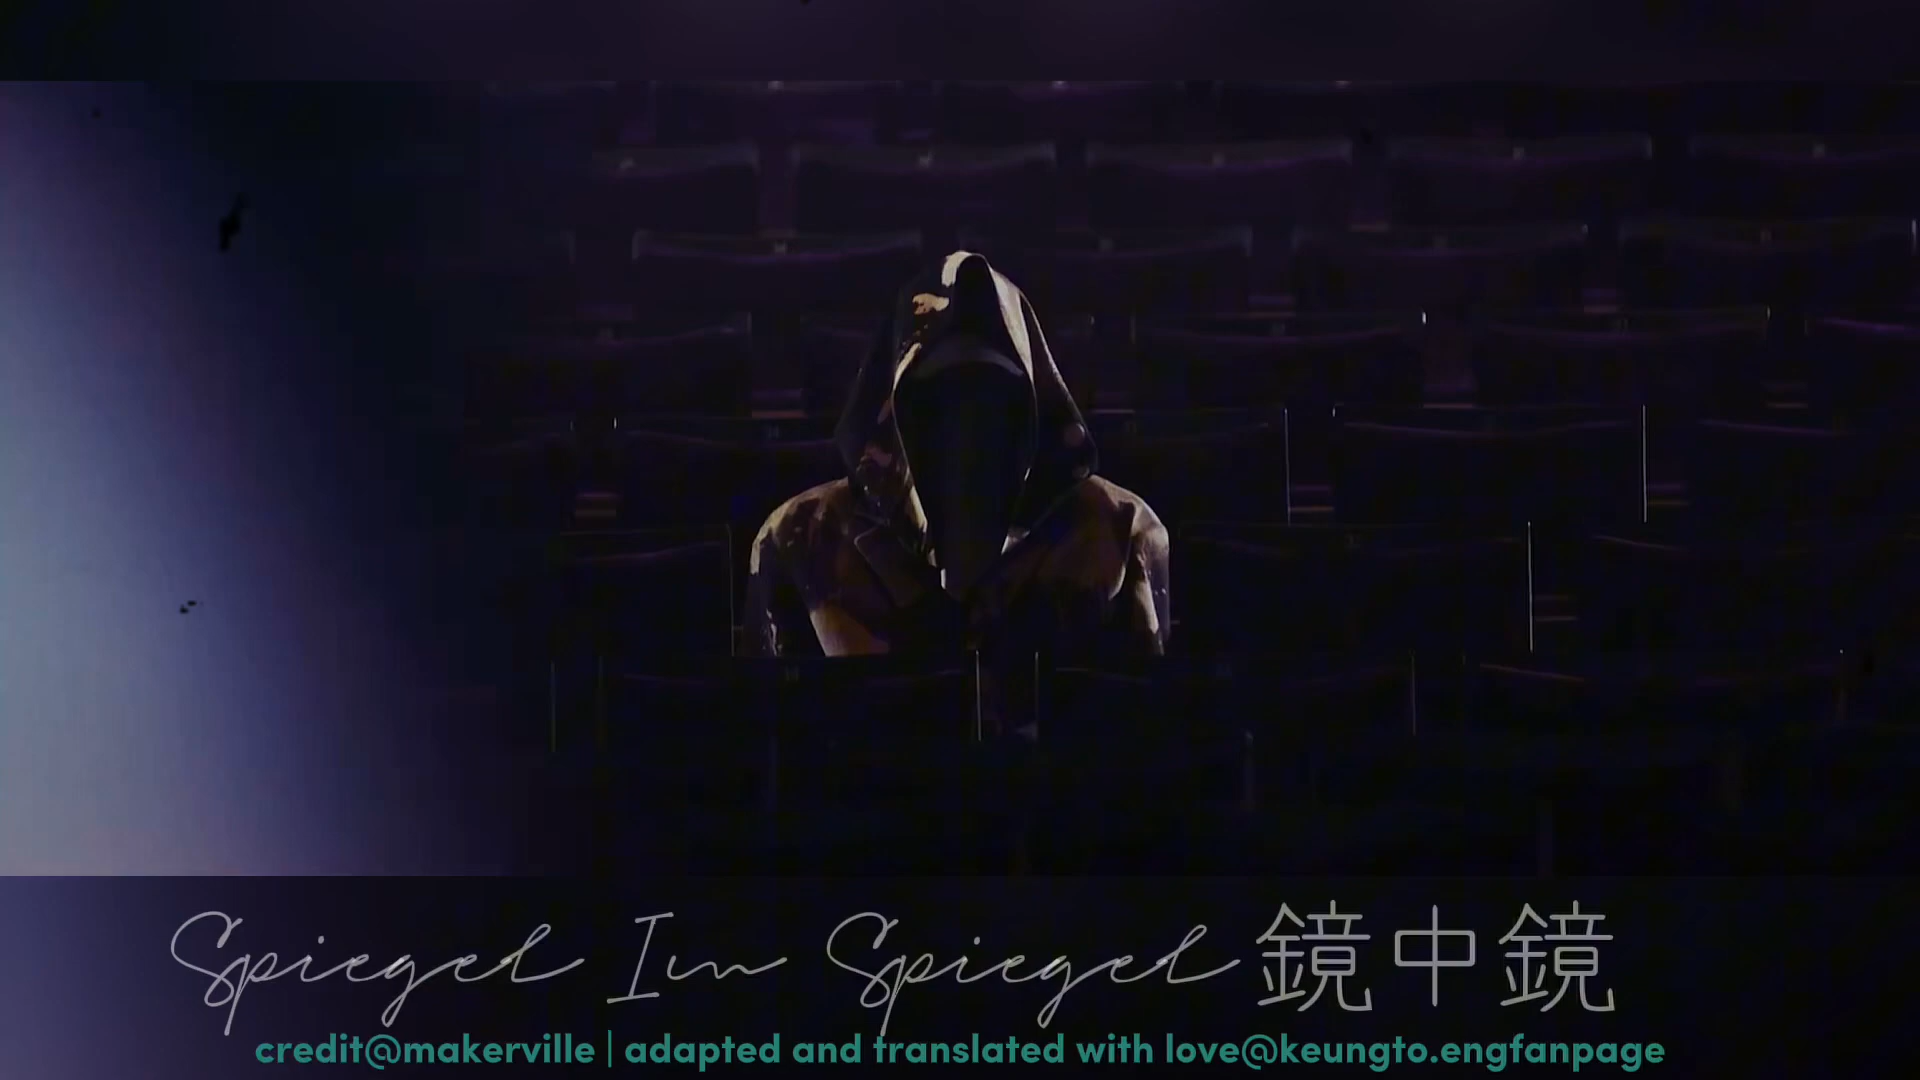 Spiegel Im Spiegel 鏡中鏡
credit@makerville | adapted and translated with love@keungto.engfanpage